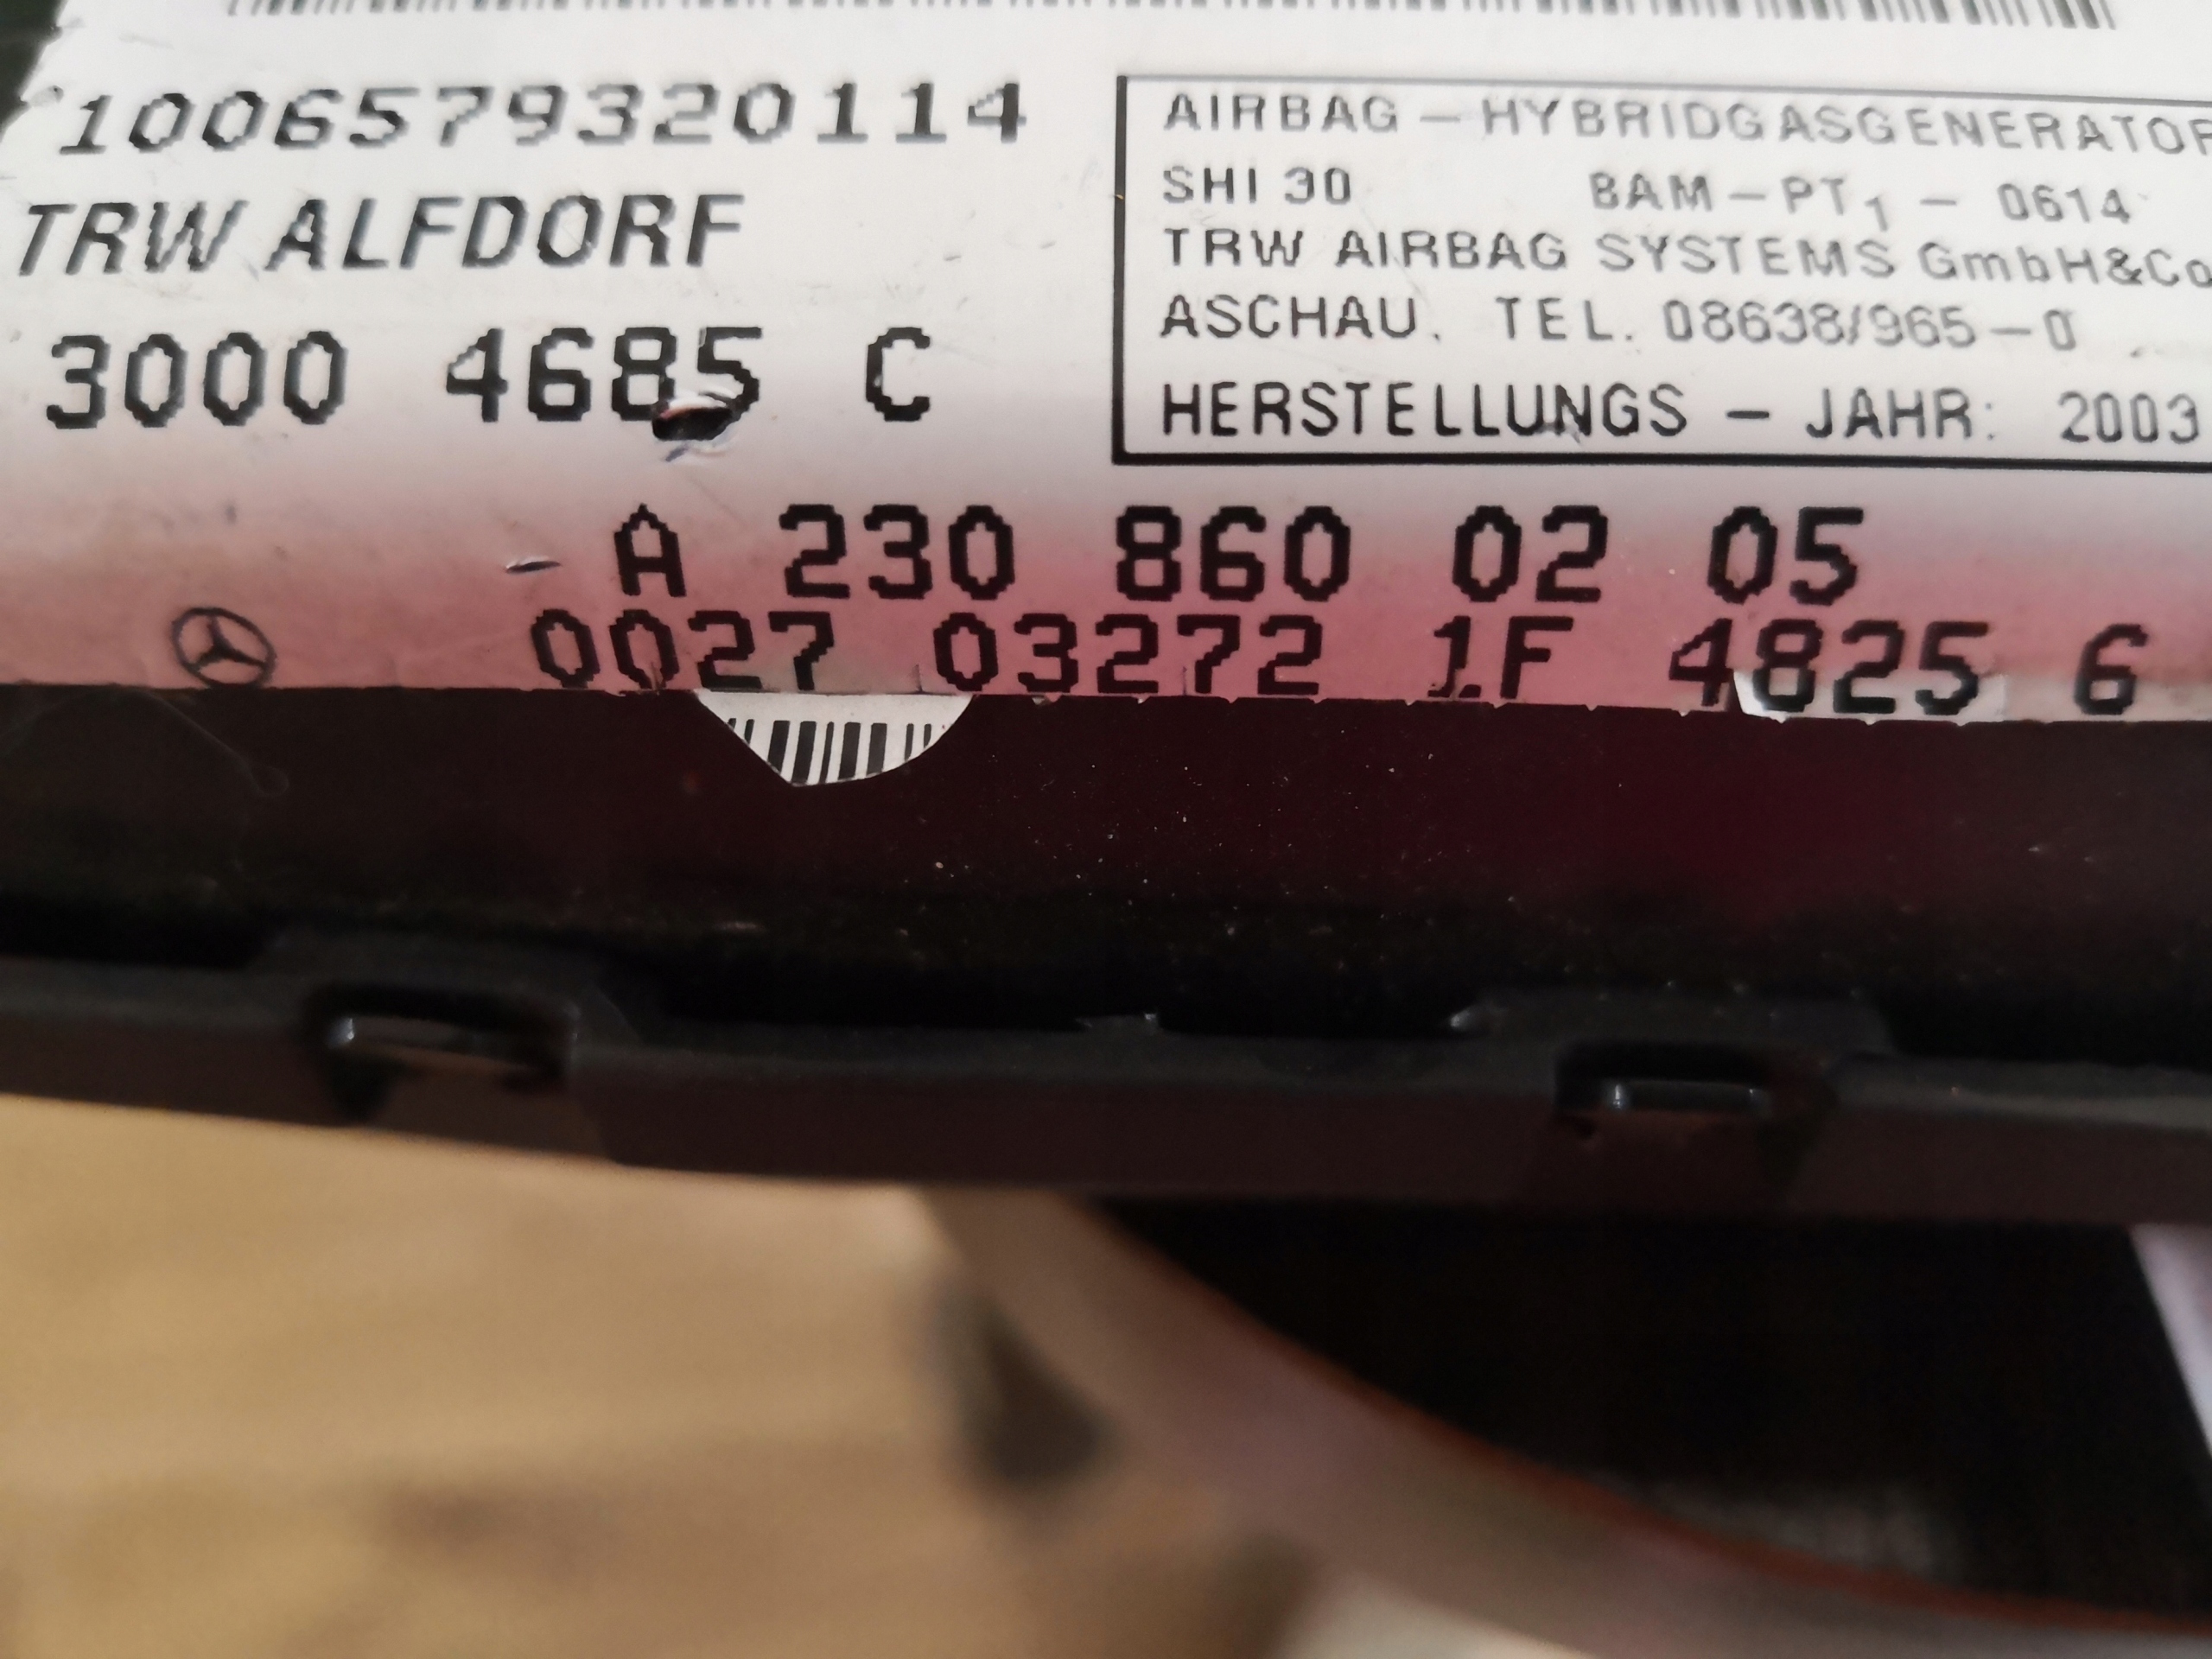 1006579320114
TRW ALFDORF
3000 4685 C
AIRBAG – HYBRIDGASGENERATOR
SHI 30 BAM – PT1 – 0614
TRW AIRBAG SYSTEMS GmbH&Co
ASCHAU. TEL. 08638/965–0
HERSTELLUNGS – JAHR: 2003
A 230 860 02 05
0027 03272 1F 4825 6